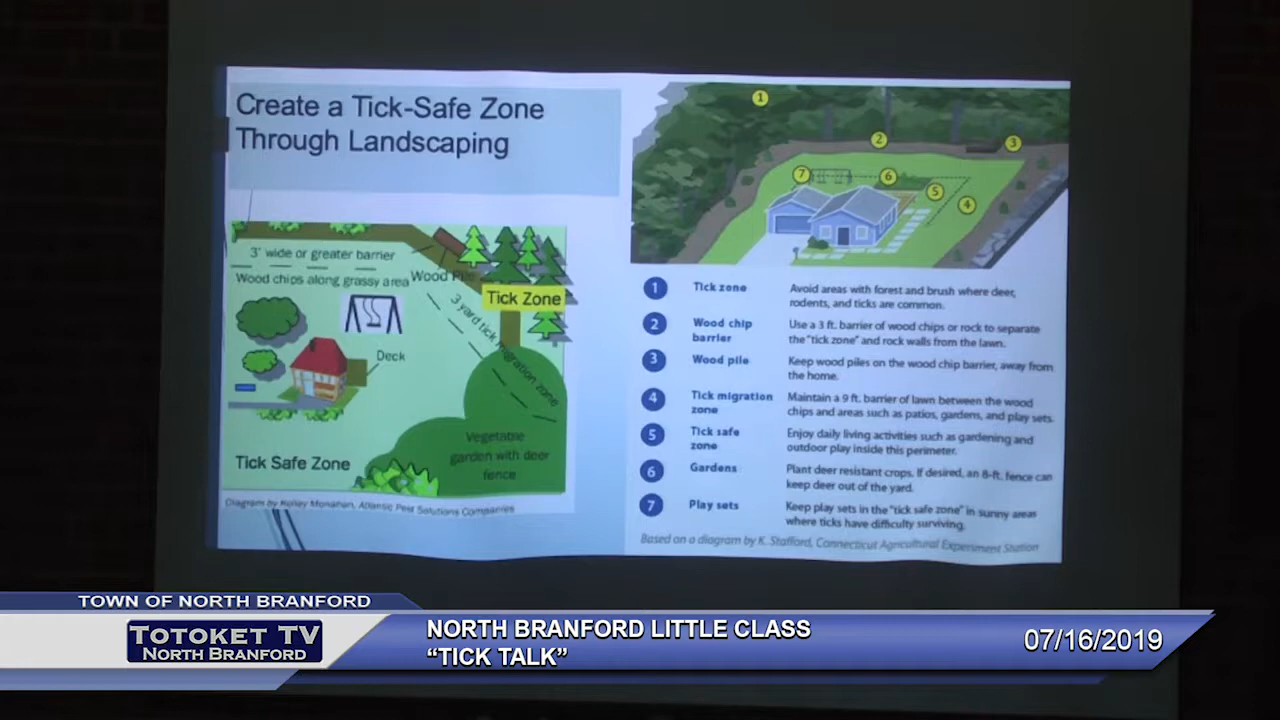 Create a Tick-Safe Zone
Through Landscaping
3' wide or greater barrier
Wood chips along grassy area
Wood Pile
Tick Zone
3 yard tick migration zone
Deck
Vegetable
garden with deer
fence
Tick Safe Zone
Diagram by Kelley Monahan, Atlantic Pest Solutions Companies
1
2
3
7
6
5
4
1 Tick zone Avoid areas with forest and brush where deer,
rodents, and ticks are common.
2 Wood chip Use a 3 ft. barrier of wood chips or rock to separate
barrier the "tick zone" and rock walls from the lawn.
3 Wood pile Keep wood piles on the wood chip barrier, away from
the home.
4 Tick migration Maintain a 9 ft. barrier of lawn between the wood
zone chips and areas such as patios, gardens, and play sets.
5 Tick safe Enjoy daily living activities such as gardening and
zone outdoor play inside this perimeter.
6 Gardens Plant deer resistant crops. If desired, an 8-ft. fence can
keep deer out of the yard.
7 Play sets Keep play sets in the "tick safe zone" in sunny areas
where ticks have difficulty surviving.
Based on a diagram by K. Stafford, Connecticut Agricultural Experiment Station
TOWN OF NORTH BRANFORD
TOTOKET TV
NORTH BRANFORD
NORTH BRANFORD LITTLE CLASS
“TICK TALK”
07/16/2019